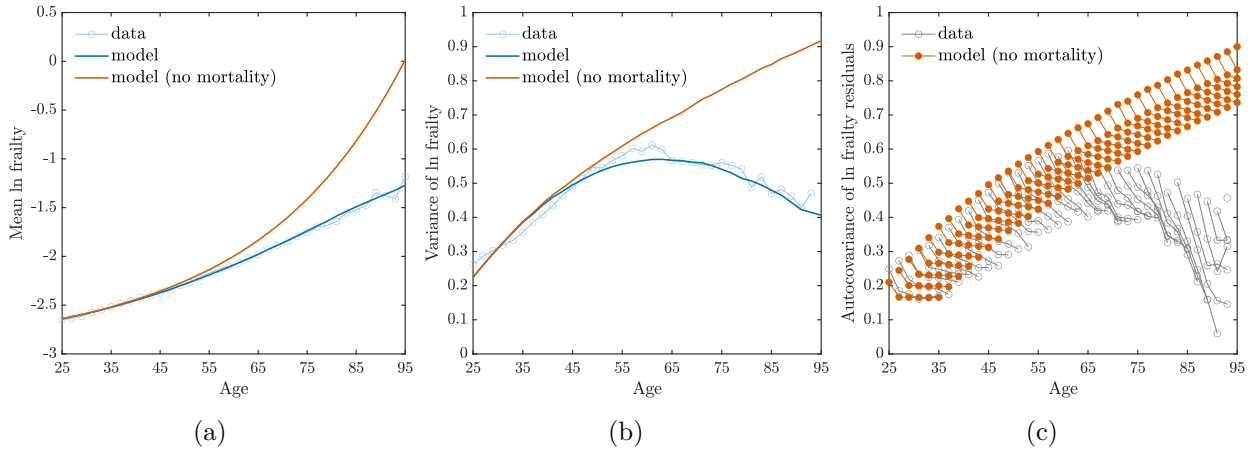 0.5
0
-0.5
-1
-1.5
-2
-2.5
-3
Mean ln frailty
data
model
model (no mortality)
25 35 45 55 65 75 85 95
Age
(a)
1
0.9
0.8
0.7
0.6
0.5
0.4
0.3
0.2
0.1
0
Variance of ln frailty
data
model
model (no mortality)
25 35 45 55 65 75 85 95
Age
(b)
1
0.9
0.8
0.7
0.6
0.5
0.4
0.3
0.2
0.1
0
Autocovariance of ln frailty residuals
data
model (no mortality)
25 35 45 55 65 75 85 95
Age
(c)